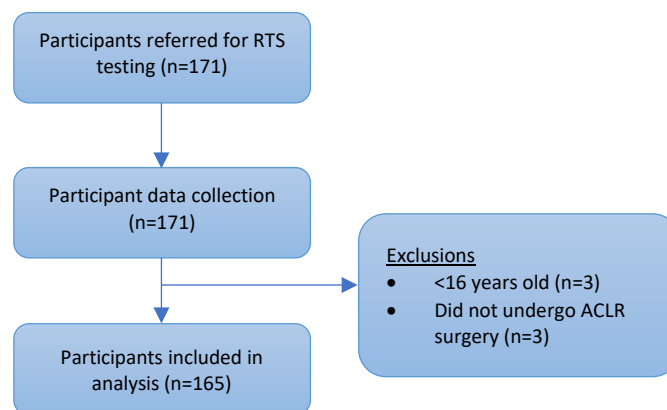 Participants referred for RTS
testing (n=171)
Participant data collection
(n=171)
Exclusions
• <16 years old (n=3)
• Did not undergo ACLR
surgery (n=3)
Participants included in
analysis (n=165)